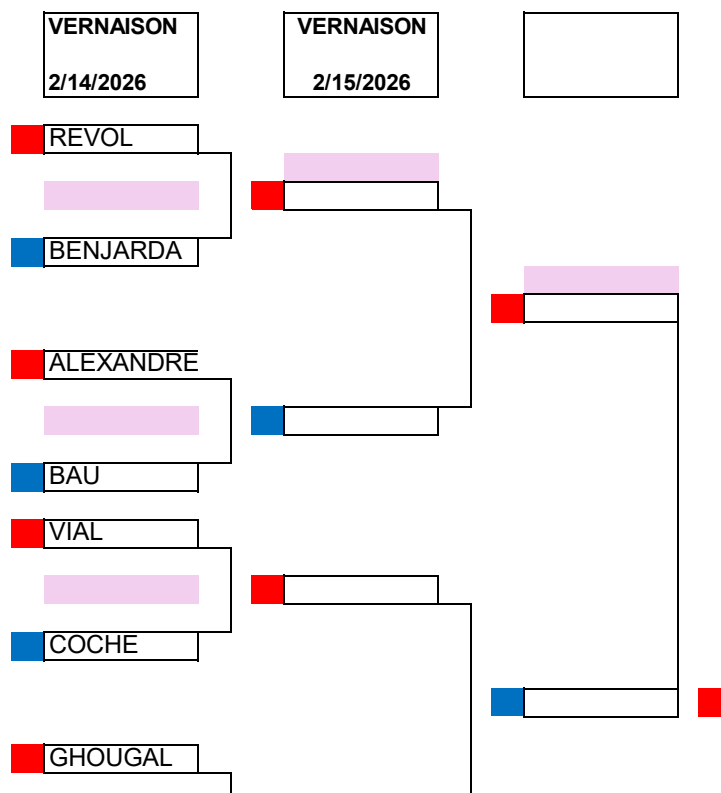 VERNAISON
2/14/2026
VERNAISON
2/15/2026
REVOL
BENJARDA
ALEXANDRE
BAU
VIAL
COCHE
GHOUGAL